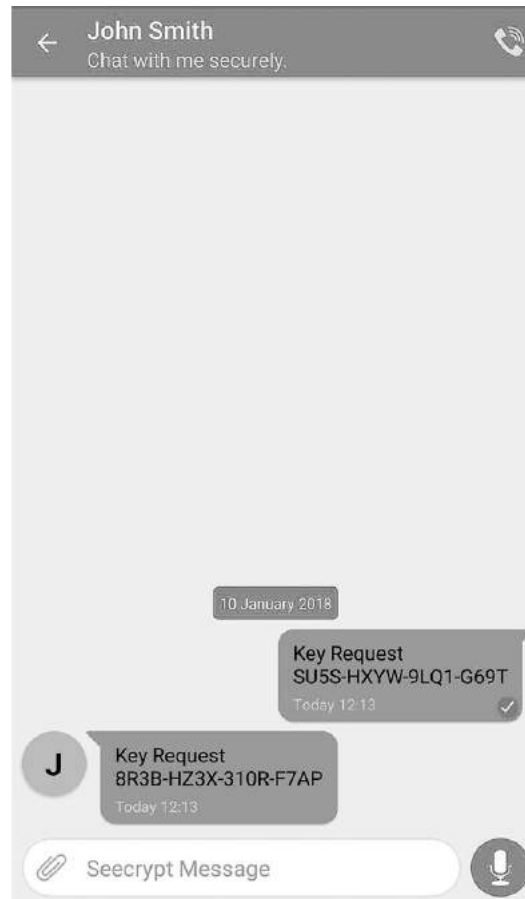 John Smith
Chat with me securely.
10 January 2018
Key Request
SU5S-HXYW-9LQ1-G69T
Today 12:13
J
Key Request
8R3B-HZ3X-310R-F7AP
Today 12:13
Seecrypt Message